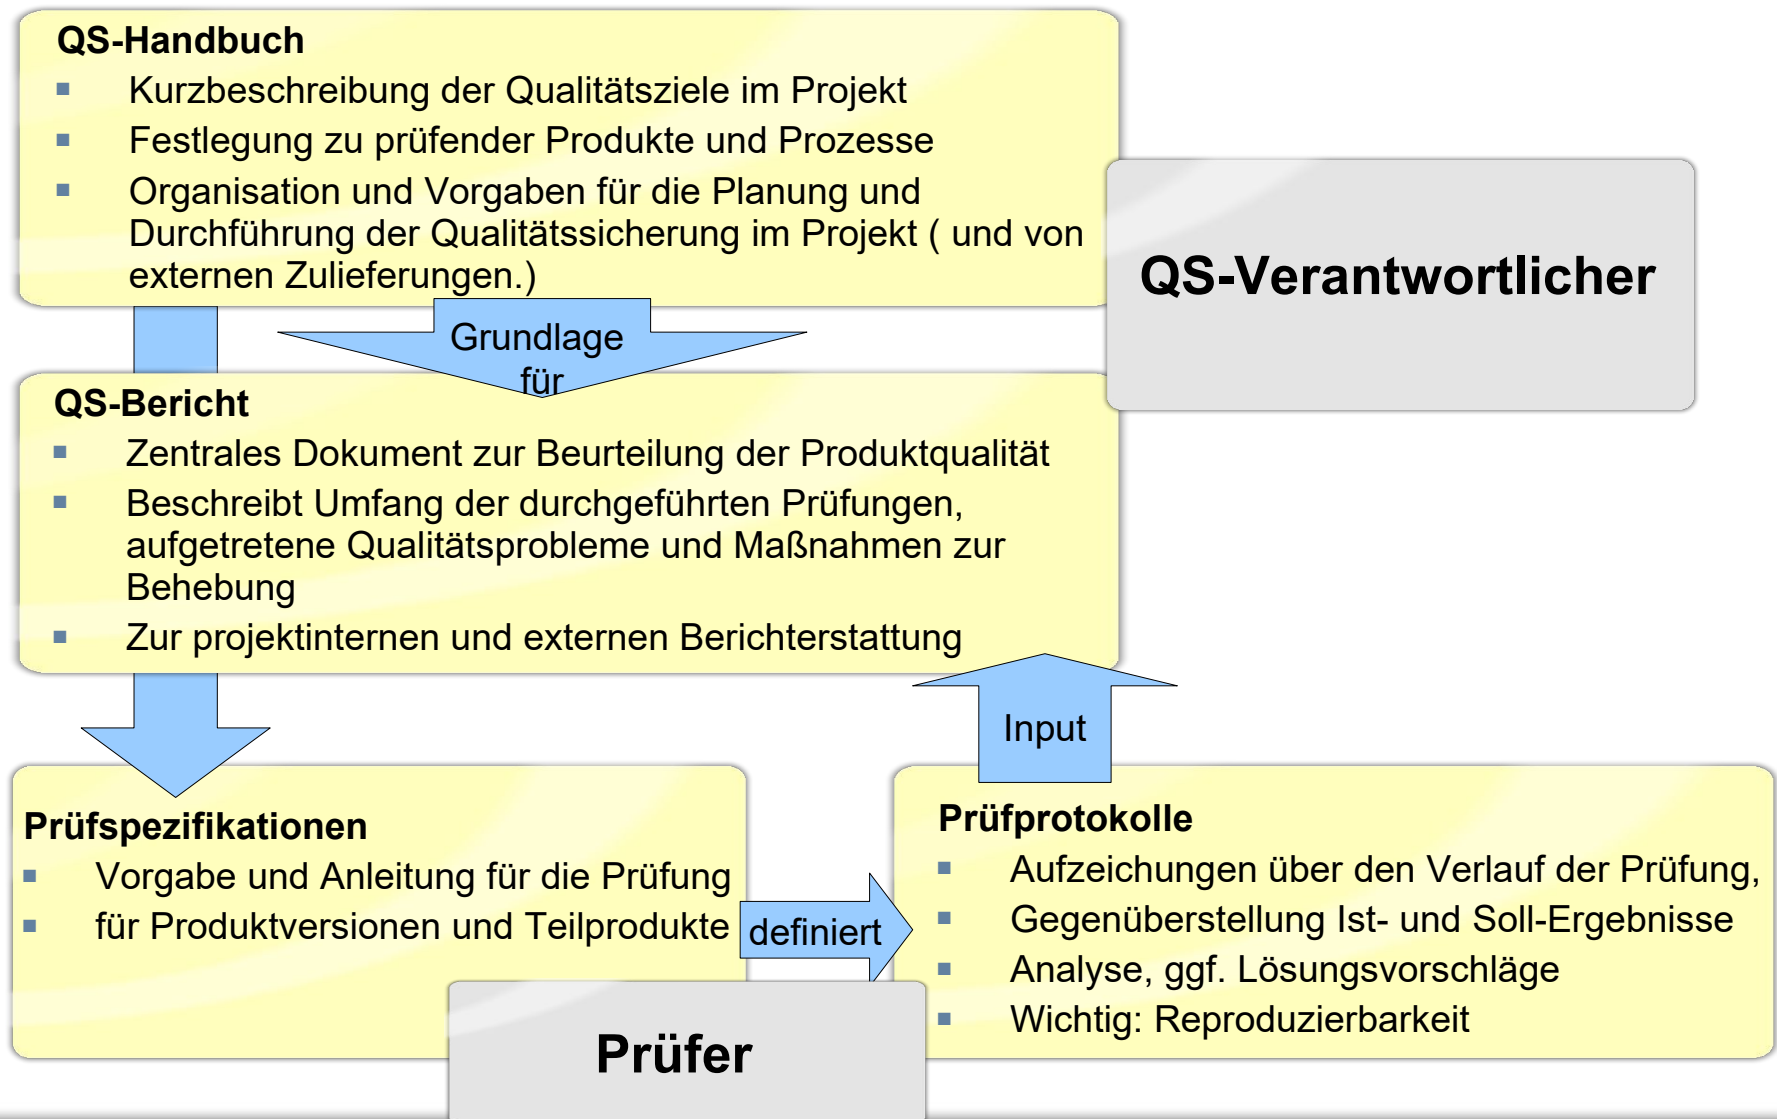 QS-Handbuch
Kurzbeschreibung der Qualitätsziele im Projekt
Festlegung zu prüfender Produkte und Prozesse
Organisation und Vorgaben für die Planung und
Durchführung der Qualitätssicherung im Projekt ( und von
externen Zulieferungen.)
QS-Verantwortlicher
Grundlage
für
QS-Bericht
Zentrales Dokument zur Beurteilung der Produktqualität
Beschreibt Umfang der durchgeführten Prüfungen,
aufgetretene Qualitätsprobleme und Maßnahmen zur
Behebung
Zur projektinternen und externen Berichterstattung
Input
Prüfspezifikationen
Vorgabe und Anleitung für die Prüfung
für Produktversionen und Teilprodukte
definiert
Prüfprotokolle
Aufzeichungen über den Verlauf der Prüfung,
Gegenüberstellung Ist- und Soll-Ergebnisse
Analyse, ggf. Lösungsvorschläge
Wichtig: Reproduzierbarkeit
Prüfer